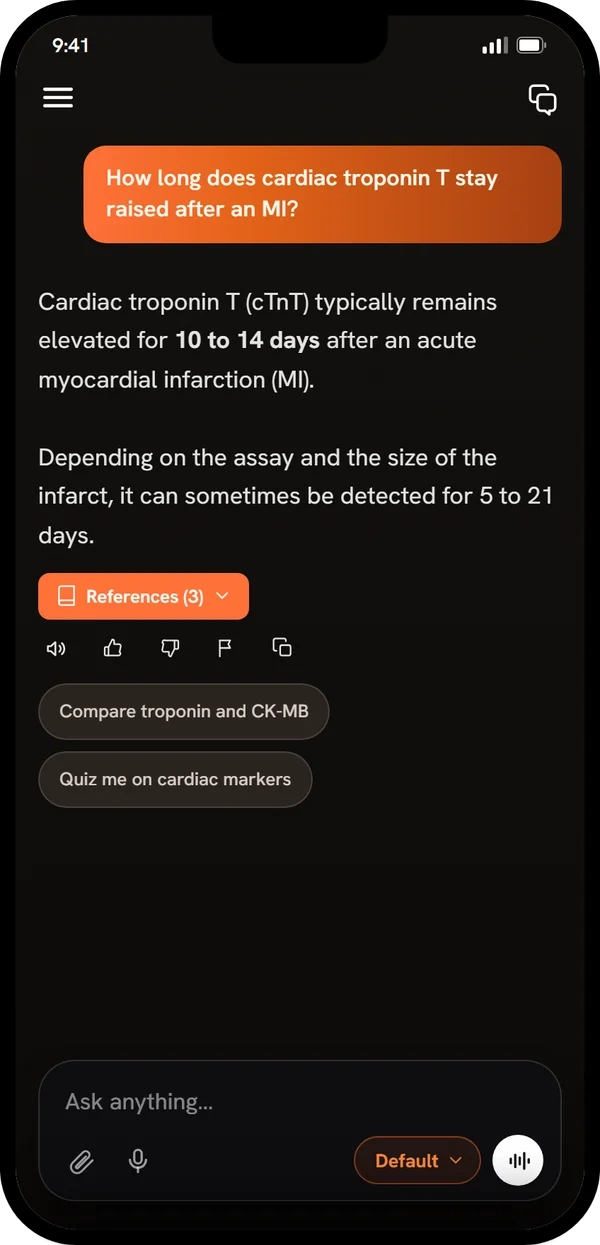 9:41
How long does cardiac troponin T stay
raised after an MI?
Cardiac troponin T (cTnT) typically remains
elevated for 10 to 14 days after an acute
myocardial infarction (MI).
Depending on the assay and the size of the
infarct, it can sometimes be detected for 5 to 21
days.
References (3)
Compare troponin and CK-MB
Quiz me on cardiac markers
Ask anything...
Default